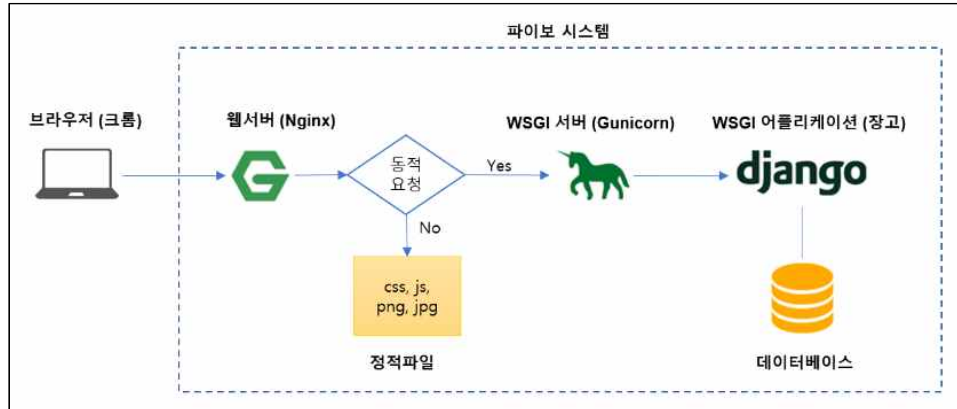 파이보 시스템
브라우저 (크롬)
웹서버 (Nginx)
WSGI 서버 (Gunicorn)
WSGI 어플리케이션 (장고)
동적
요청
Yes
django
No
css, js,
png, jpg
정적파일
데이터베이스